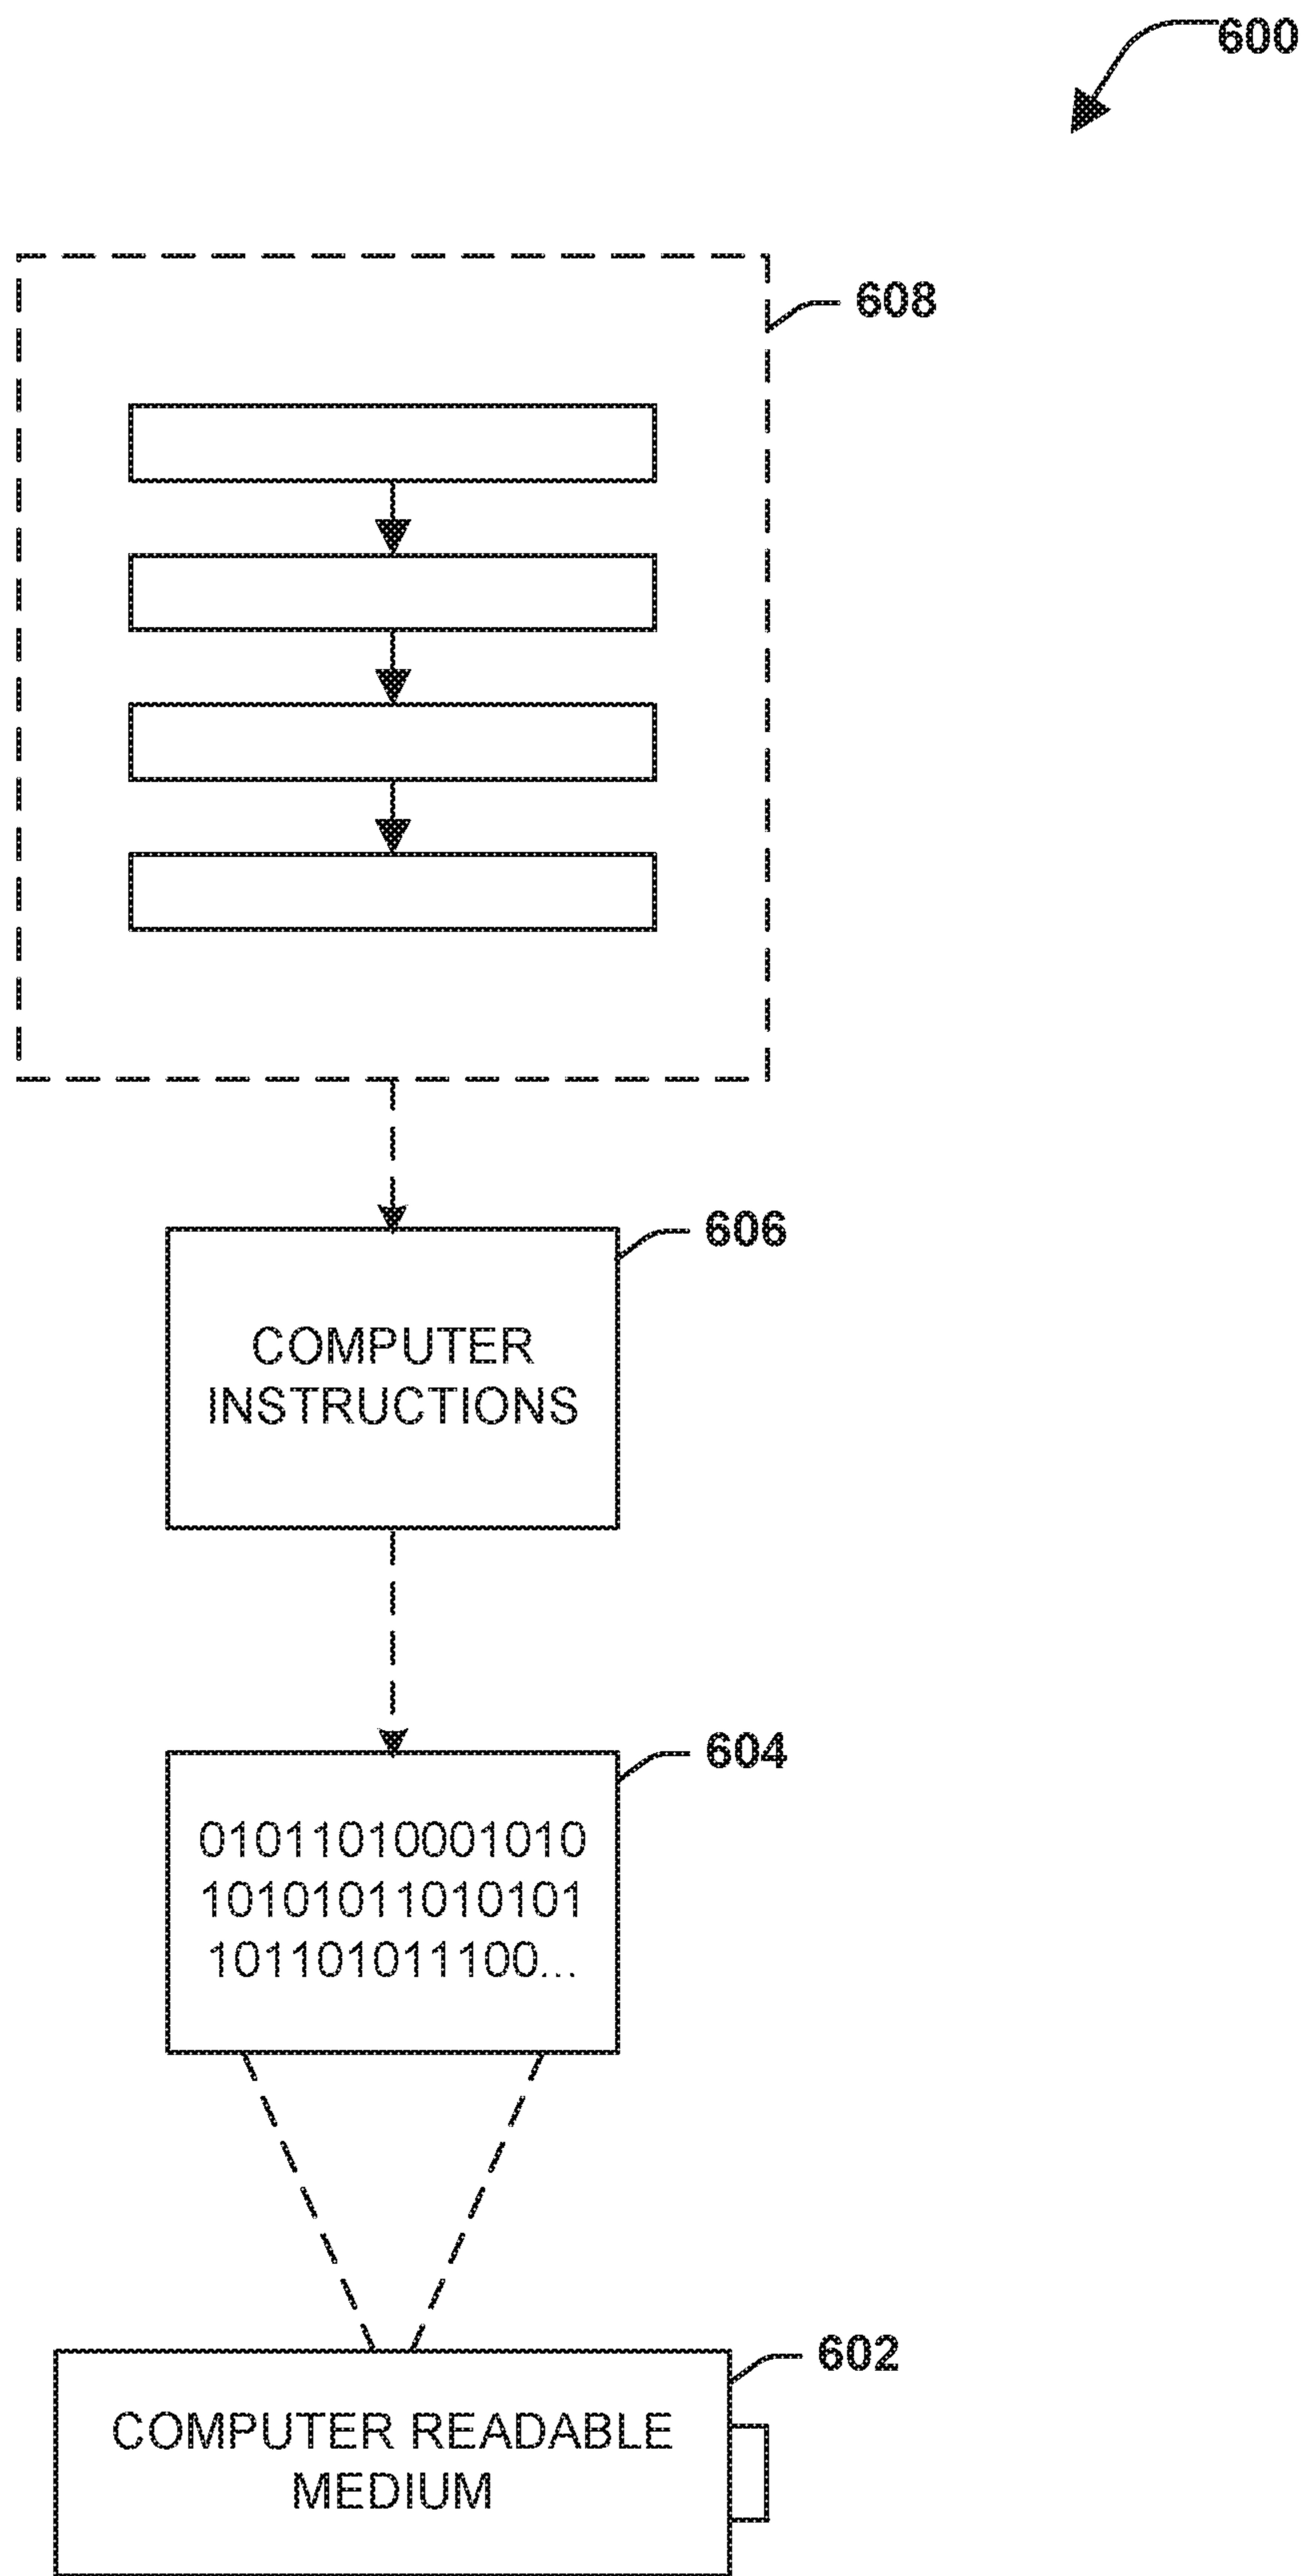 600
608
606
COMPUTER
INSTRUCTIONS
604
01011010001010
10101011010101
101101011100...
602
COMPUTER READABLE
MEDIUM